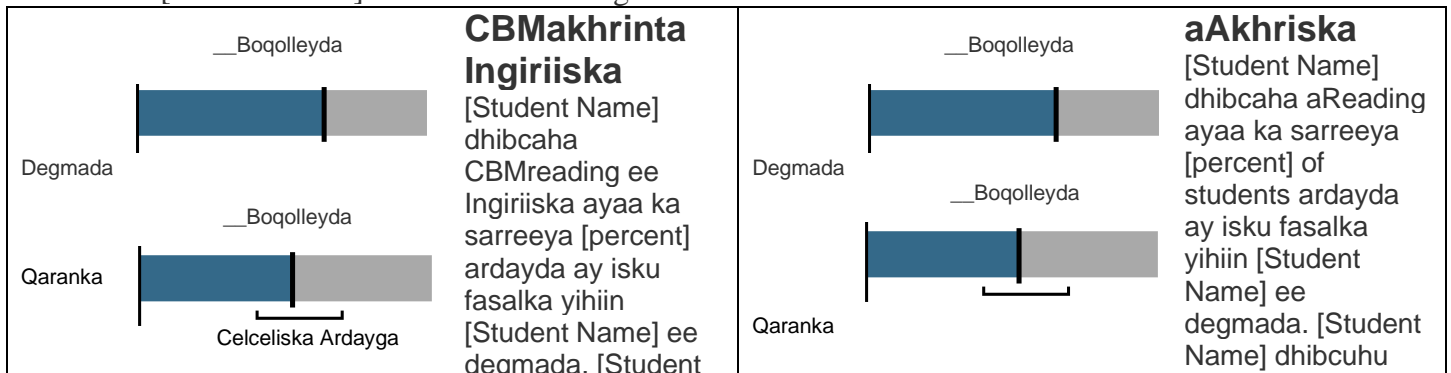 __Boqolleyda
Degmada
__Boqolleyda
Qaranka
Celceliska Ardayga
CBMakhrinta
Ingiriiska
[Student Name]
dhibcaha
CBMreading ee
Ingiriiska ayaa ka
sarreeya [percent]
ardayda ay isku
fasalka yihiin
[Student Name] ee
degmada. [Student
__Boqolleyda
Degmada
__Boqolleyda
Qaranka
aAkhriska
[Student Name]
dhibcaha aReading
ayaa ka sarreeya
[percent] of
students ardayda
ay isku fasalka
yihiin [Student
Name] ee
degmada. [Student
Name] dhibcuhu